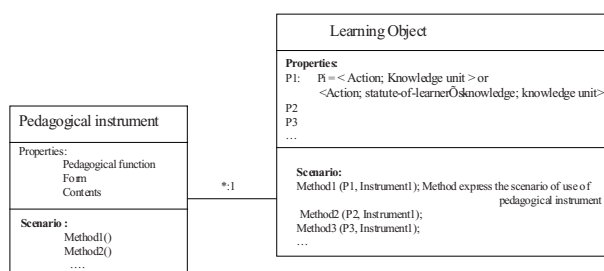 Learning Object
Properties:
P1: Pi = < Action; Knowledge unit > or
<Action; statute-of-learnerÕsknowledge; knowledge unit>
P2
P3
…
Scenario:
Method1 (P1, Instrument1); Method express the scenario of use of
pedagogical instrument
Method2 (P2, Instrument1);
Method3 (P3, Instrument1);
…
Pedagogical instrument
Properties:
Pedagogical function
Form
Contents
Scenario :
Method1()
Method2()
….
*:1